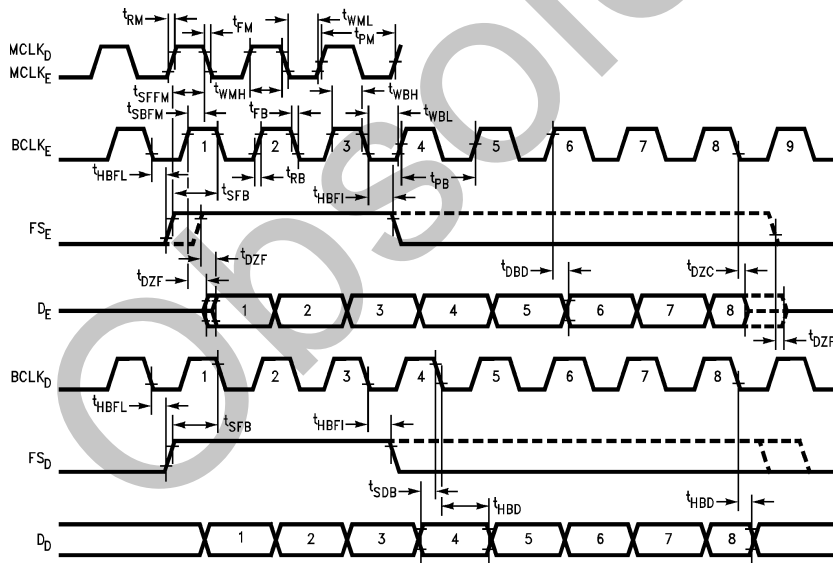 tRM tFM tWML
tPM
MCLKD
MCLKE
tSFFM tWMH tWBH
tSBFM tFB tWBL
BCLKE 1 2 3 4 5 6 7 8 9
tHBFL tSFB tRB tHBFI tPB
FSE
tDZF tDBD tDZC
tDZF
DE 1 2 3 4 5 6 7 8
tDZF
BCLKD 1 2 3 4 5 6 7 8
tHBFL tSFB tHBFI
FSD
tSDB tHBD tHBD
DD 1 2 3 4 5 6 7 8